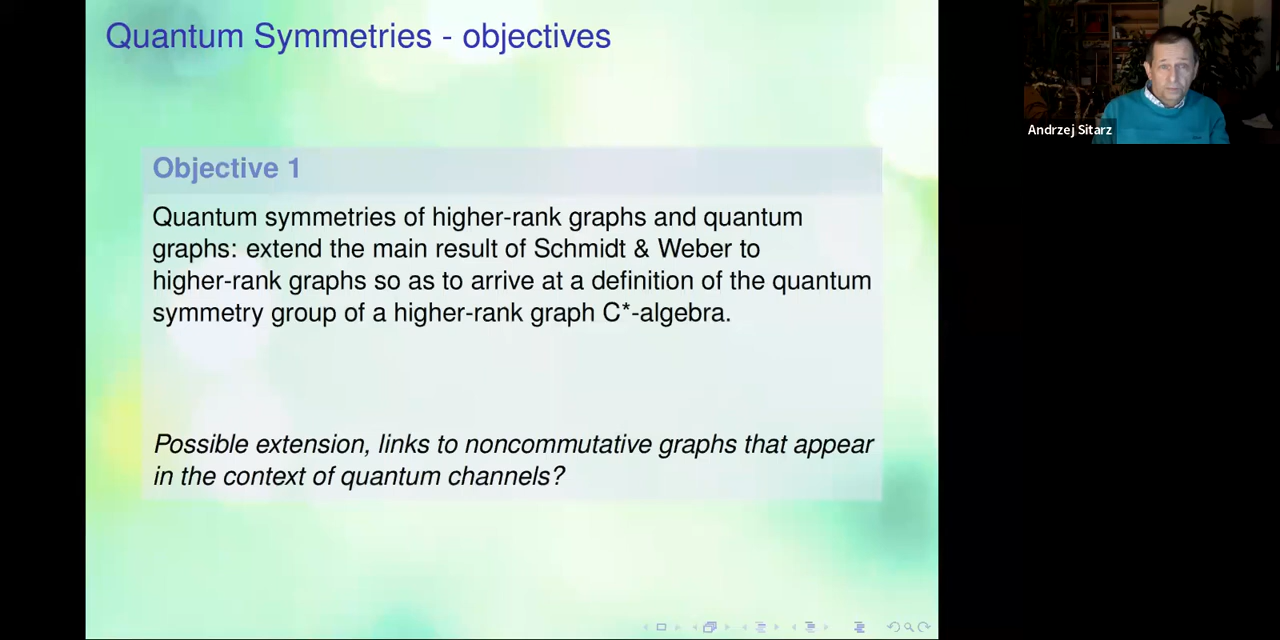 Quantum Symmetries - objectives
Objective 1
Quantum symmetries of higher-rank graphs and quantum
graphs: extend the main result of Schmidt & Weber to
higher-rank graphs so as to arrive at a definition of the quantum
symmetry group of a higher-rank graph C*-algebra.
Possible extension, links to noncommutative graphs that appear
in the context of quantum channels?
Andrzej Sitarz